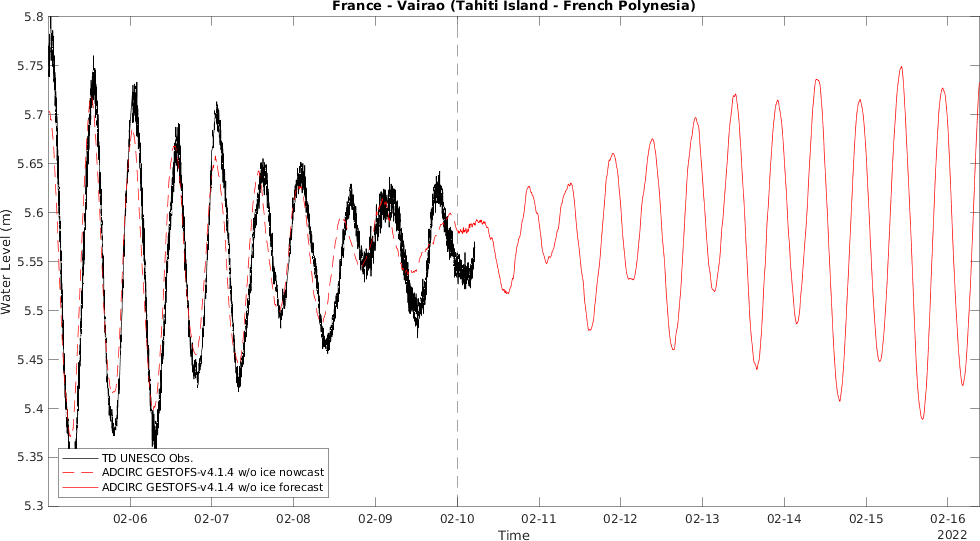 France - Vairao (Tahiti Island - French Polynesia)
5.8
5.75
5.7
5.65
5.6
5.55
5.5
5.45
5.4
5.35
5.3
Water Level (m)
TD UNESCO Obs.
ADCIRC GESTOFS-v4.1.4 w/o ice nowcast
ADCIRC GESTOFS-v4.1.4 w/o ice forecast
02-06 02-07 02-08 02-09 02-10 02-11 02-12 02-13 02-14 02-15 02-16
Time
2022